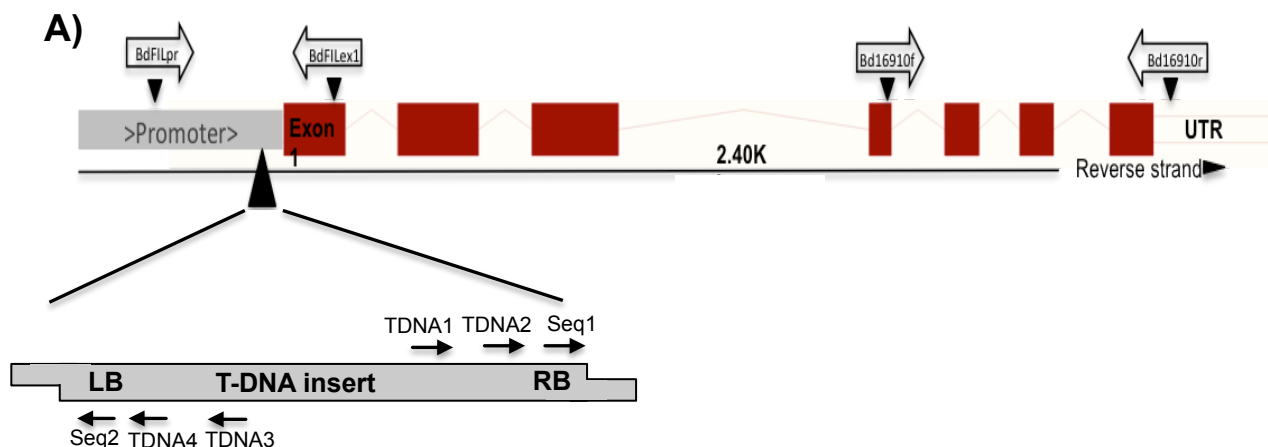 A)
BdFILpr
BdFILex1
Bd16910f
Bd16910r
>Promoter>
Exon
1
UTR
2.40K
Reverse strand
TDNA1 TDNA2 Seq1
LB T-DNA insert RB
Seq2 TDNA4 TDNA3